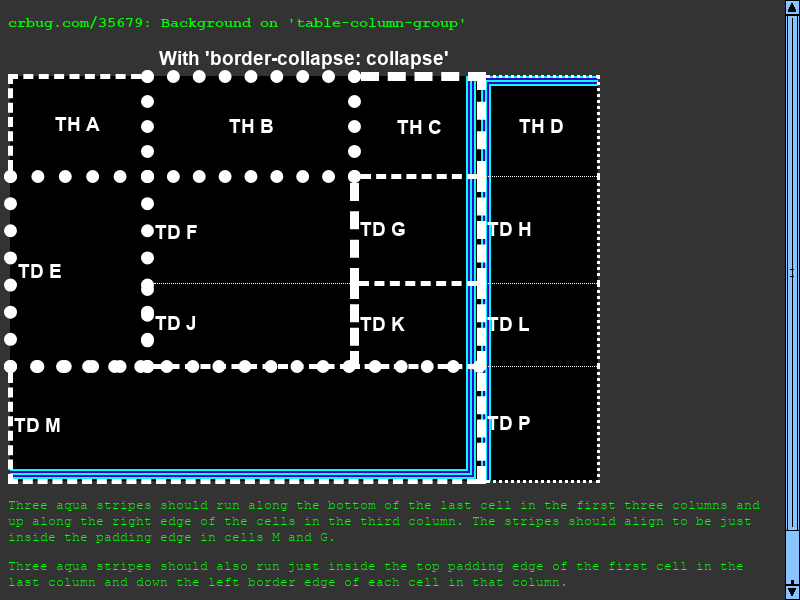 crbug.com/35679: Background on 'table-column-group'
With 'border-collapse: collapse'
TH A TH B TH C TH D
TD E TD F TD G TD H
TD J TD K TD L
TD M TD P
Three aqua stripes should run along the bottom of the last cell in the first three columns and
up along the right edge of the cells in the third column. The stripes should align to be just
inside the padding edge in cells M and G.
Three aqua stripes should also run just inside the top padding edge of the first cell in the
last column and down the left border edge of each cell in that column.